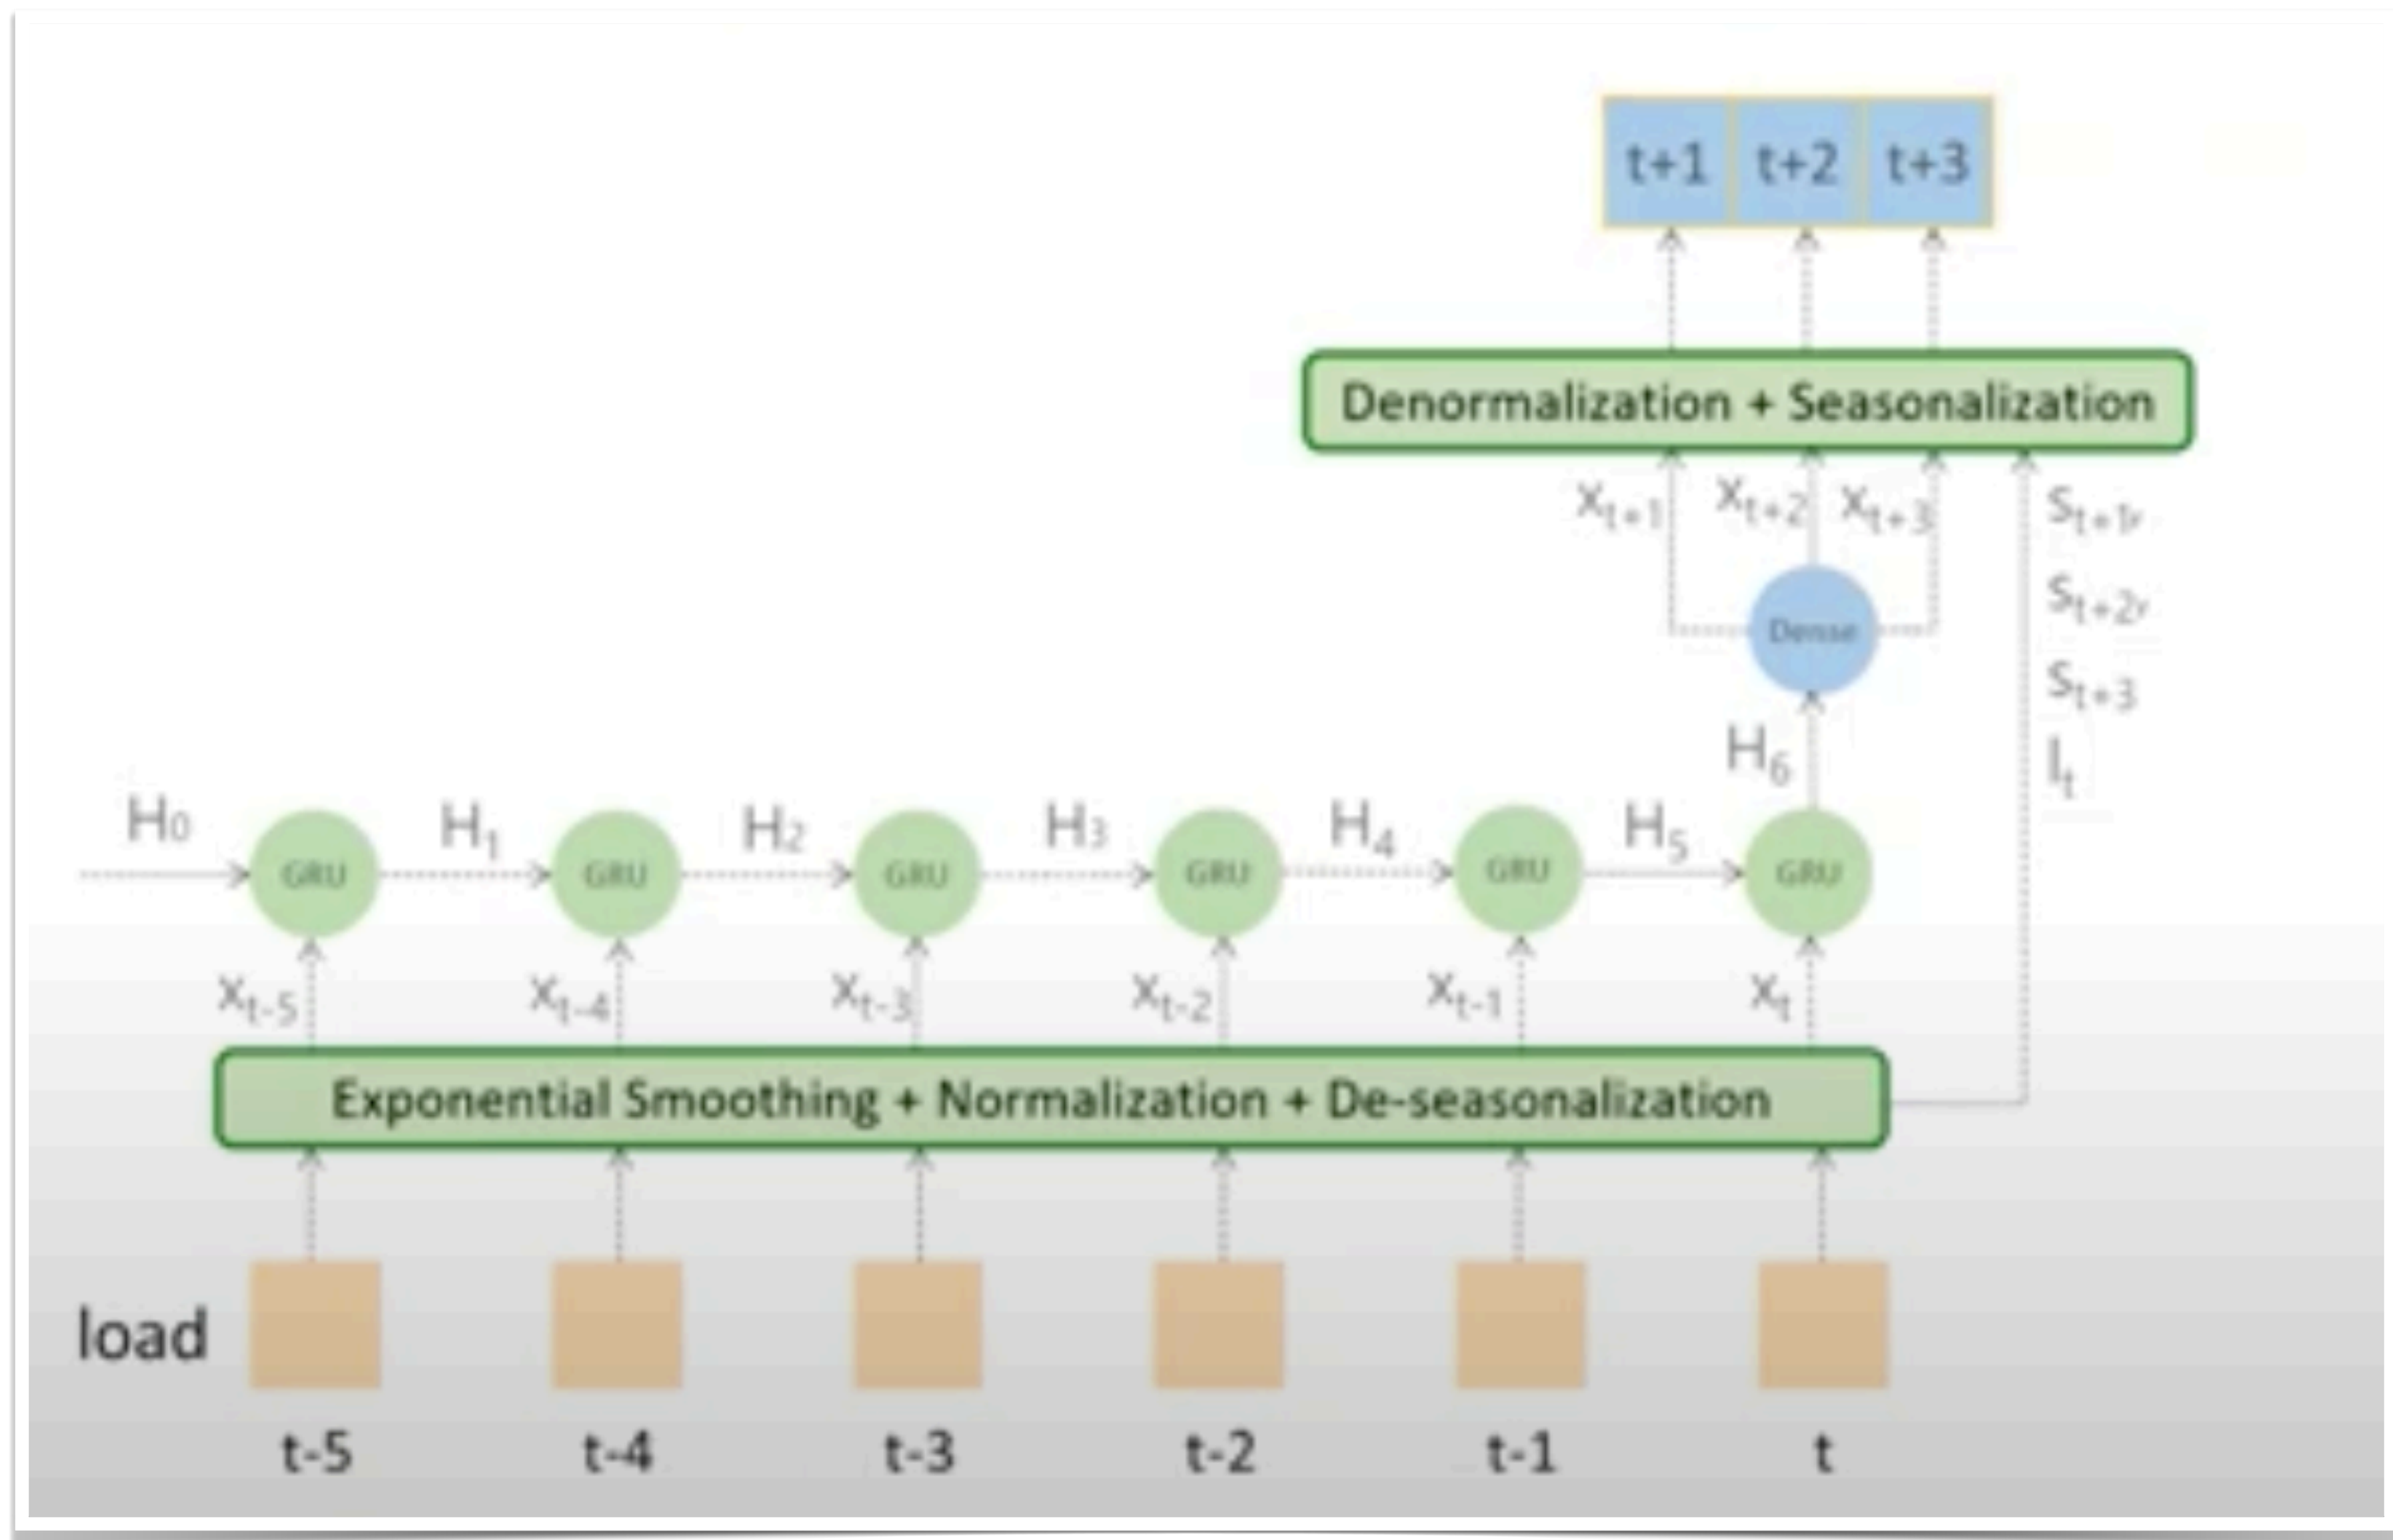 t+1 t+2 t+3
Denormalization + Seasonalization
Xt+1 Xt+2 Xt+3 St+1,
St+2,
Dense
St+3
H6 lt
H0 H1 H2 H3 H4 H5
GRU GRU GRU GRU GRU GRU
Xt-5 Xt-4 Xt-3 Xt-2 Xt-1 Xt
Exponential Smoothing + Normalization + De-seasonalization
load
t-5 t-4 t-3 t-2 t-1 t